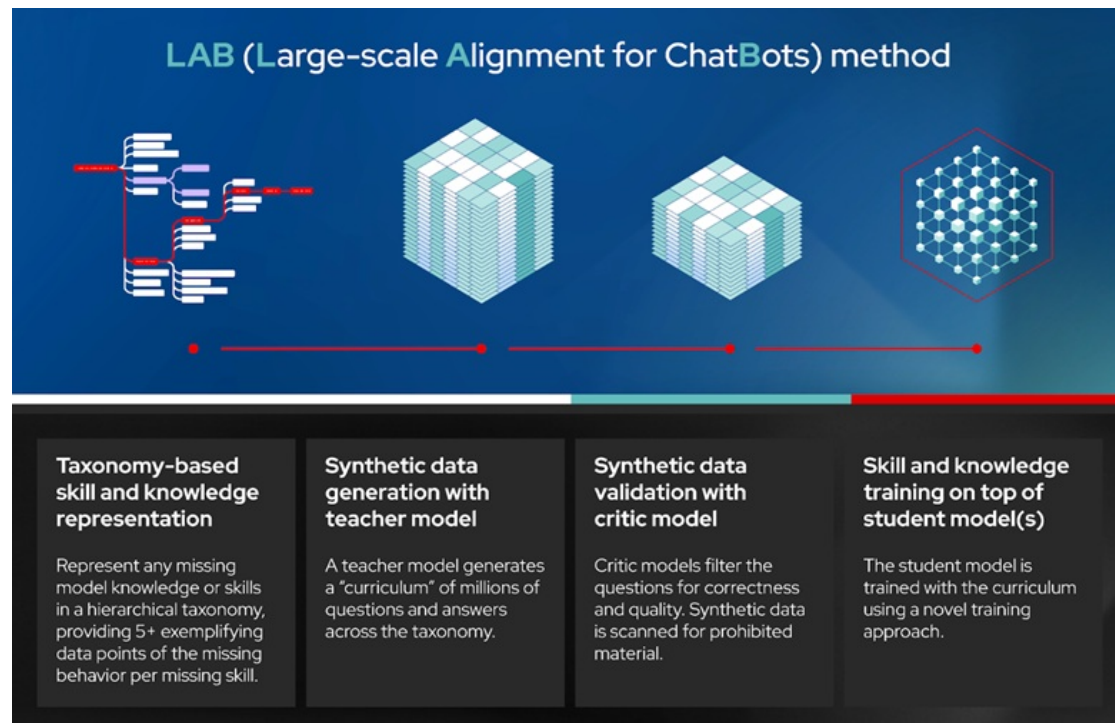 LAB (Large-scale Alignment for ChatBots) method
Taxonomy-based
skill and knowledge
representation
Represent any missing
model knowledge or skills
in a hierarchical taxonomy,
providing 5+ exemplifying
data points of the missing
behavior per missing skill.
Synthetic data
generation with
teacher model
A teacher model generates
a "curriculum" of millions of
questions and answers
across the taxonomy.
Synthetic data
validation with
critic model
Critic models filter the
questions for correctness
and quality. Synthetic data
is scanned for prohibited
material.
Skill and knowledge
training on top of
student model(s)
The student model is
trained with the curriculum
using a novel training
approach.